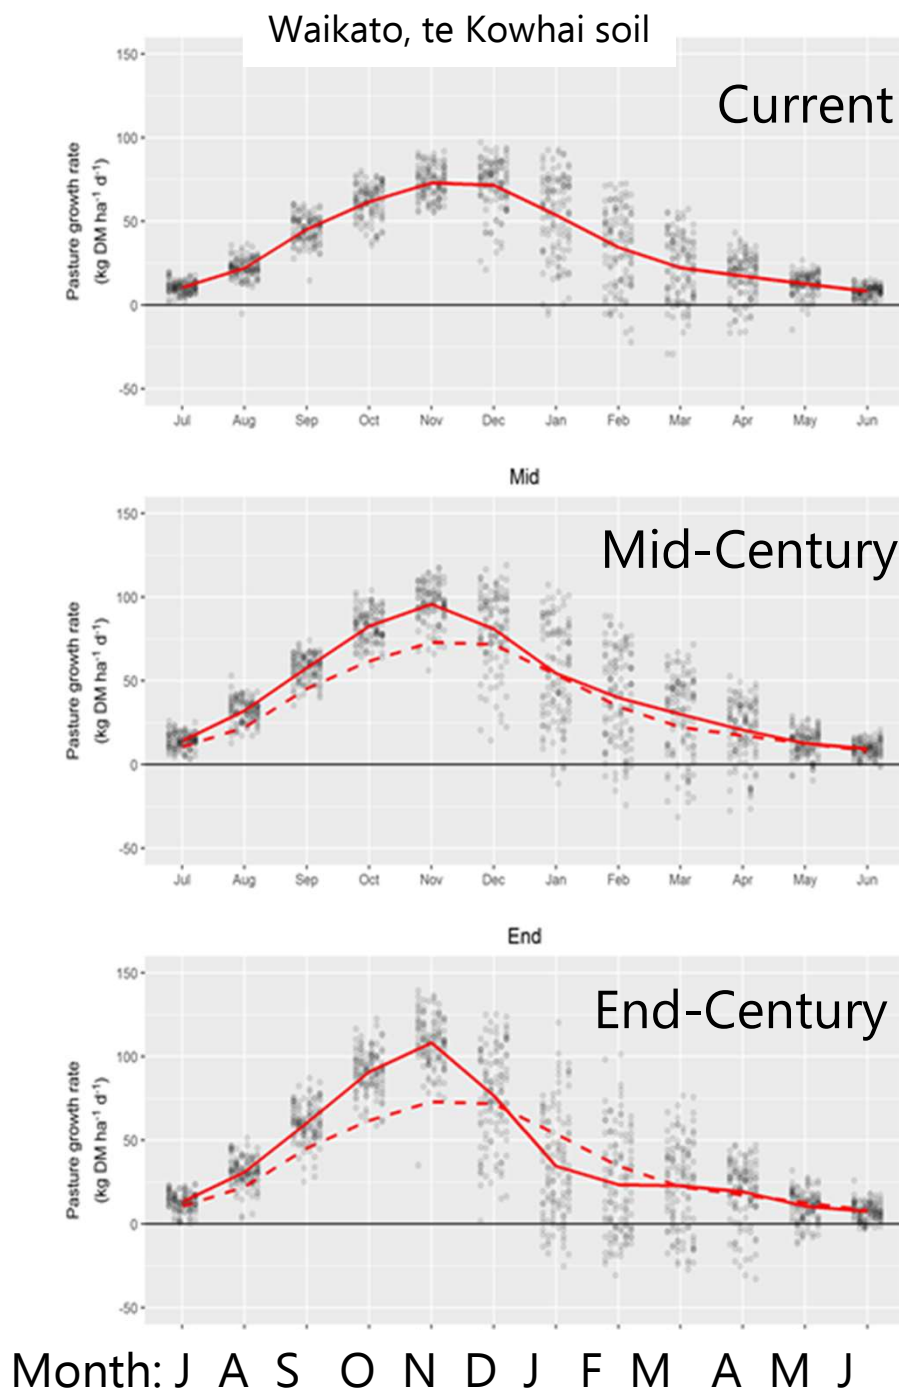 Waikato, te Kowhai soil
Current
Pasture growth rate
(kg DM ha⁻¹ d⁻¹)
150
100
50
0
-50
Jul Aug Sep Oct Nov Dec Jan Feb Mar Apr May Jun
Mid
Mid-Century
Pasture growth rate
(kg DM ha⁻¹ d⁻¹)
150
100
50
0
-50
Jul Aug Sep Oct Nov Dec Jan Feb Mar Apr May Jun
End
End-Century
Pasture growth rate
(kg DM ha⁻¹ d⁻¹)
150
100
50
0
-50
Month: J A S O N D J F M A M J